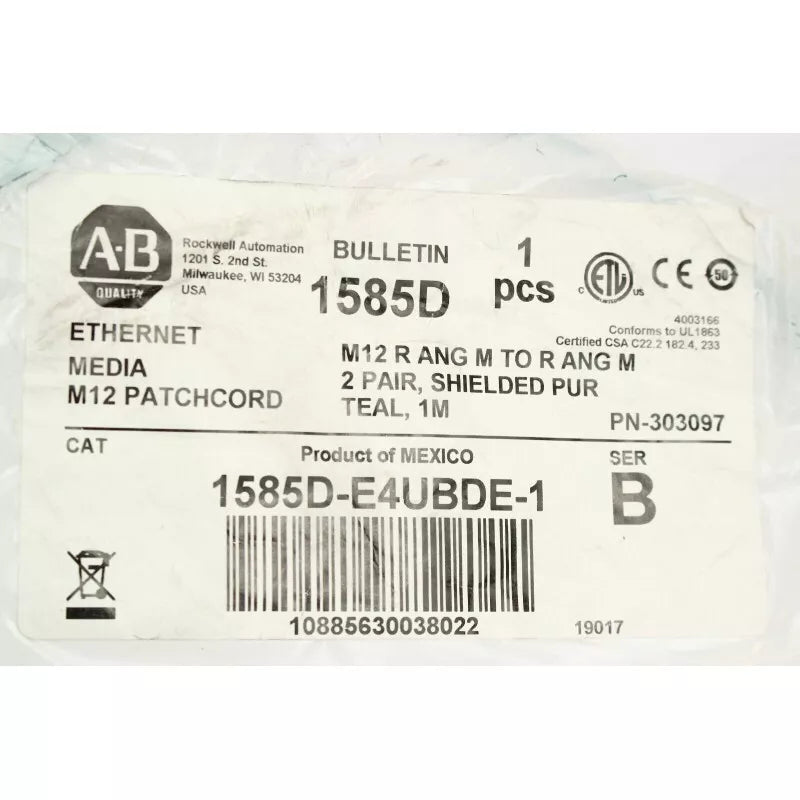 A-B
QUALITY
Rockwell Automation
1201 S. 2nd St.
Milwaukee, WI 53204
USA
BULLETIN
1585D
1
pcs
c ETL us
CE
50
4003166
Conforms to UL1863
Certified CSA C22.2 182.4, 233
ETHERNET
MEDIA
M12 PATCHCORD
M12 R ANG M TO R ANG M
2 PAIR, SHIELDED PUR
TEAL, 1M
PN-303097
CAT
Product of MEXICO
SER
1585D-E4UBDE-1
B
10885630038022
19017